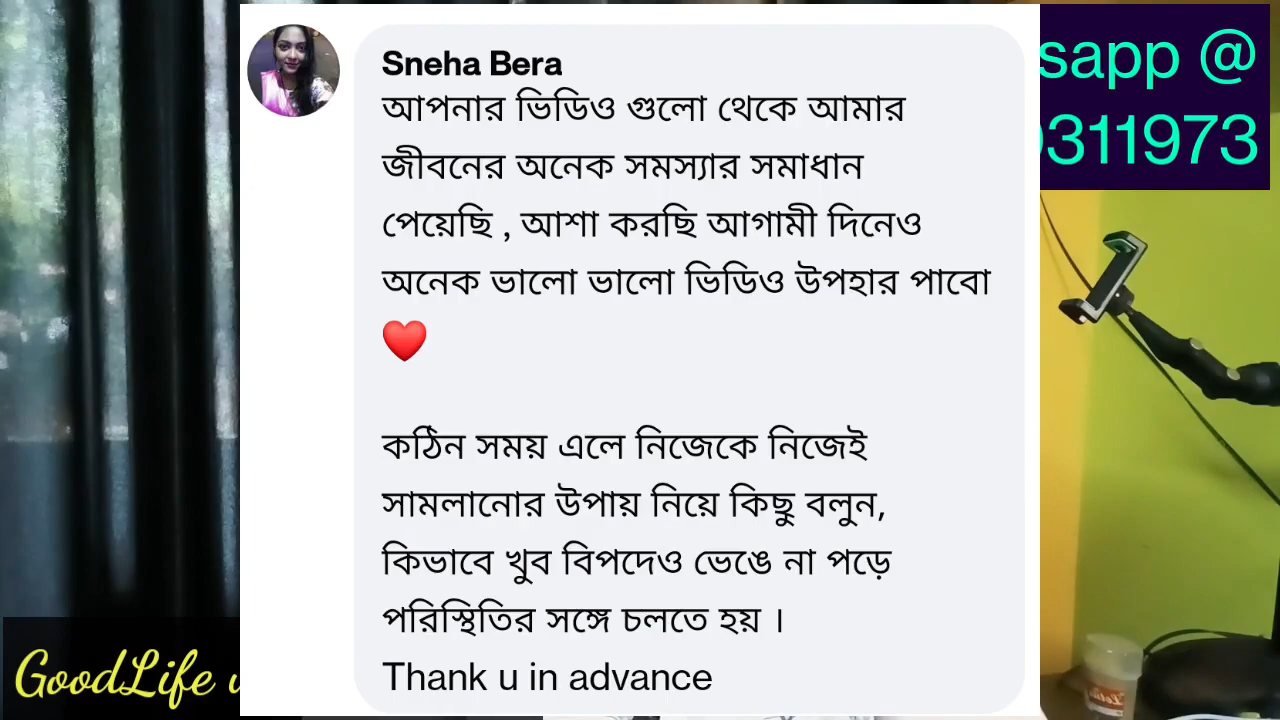 Sneha Bera
আপনার ভিডিও গুলো থেকে আমার
জীবনের অনেক সমস্যার সমাধান
পেয়েছি , আশা করছি আগামী দিনেও
অনেক ভালো ভালো ভিডিও উপহার পাবো
❤️
কঠিন সময় এলে নিজেকে নিজেই
সামলানোর উপায় নিয়ে কিছু বলুন,
কিভাবে খুব বিপদেও ভেঙে না পড়ে
পরিস্থিতির সঙ্গে চলতে হয় ।
Thank u in advance
sapp @
311973
GoodLife